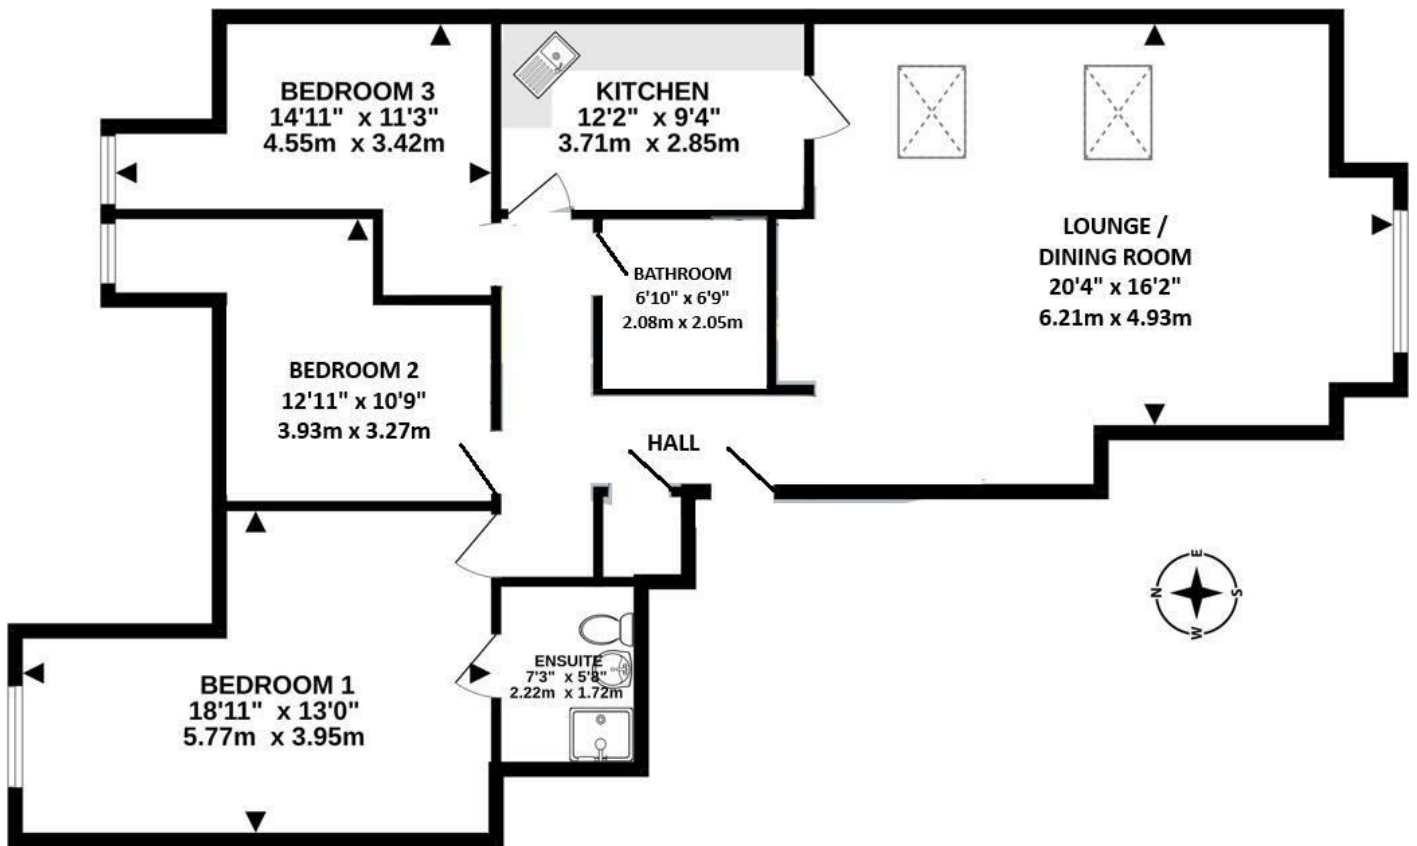 BEDROOM 3
14'11" x 11'3"
4.55m x 3.42m
KITCHEN
12'2" x 9'4"
3.71m x 2.85m
LOUNGE /
DINING ROOM
20'4" x 16'2"
6.21m x 4.93m
BATHROOM
6'10" x 6'9"
2.08m x 2.05m
BEDROOM 2
12'11" x 10'9"
3.93m x 3.27m
HALL
BEDROOM 1
18'11" x 13'0"
5.77m x 3.95m
ENSUITE
7'3" x 5'8"
2.22m x 1.72m
E
N
S
W